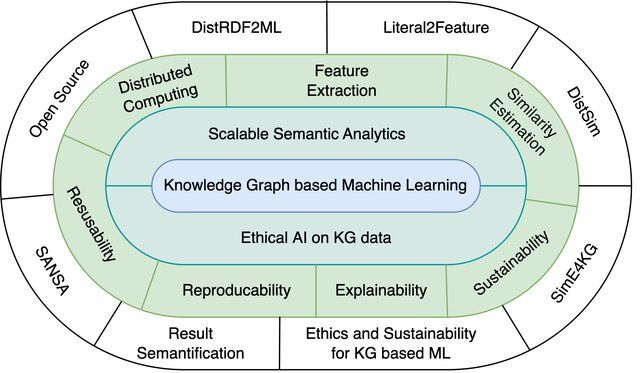 DistRDF2ML
Literal2Feature
Open Source
Distributed
Computing
Feature
Extraction
Similarity
Estimation
DistSim
Scalable Semantic Analytics
Knowledge Graph based Machine Learning
Ethical AI on KG data
Resusability
Sustainability
SANSA
Reproducability
Explainability
SimE4KG
Result
Semantification
Ethics and Sustainability
for KG based ML